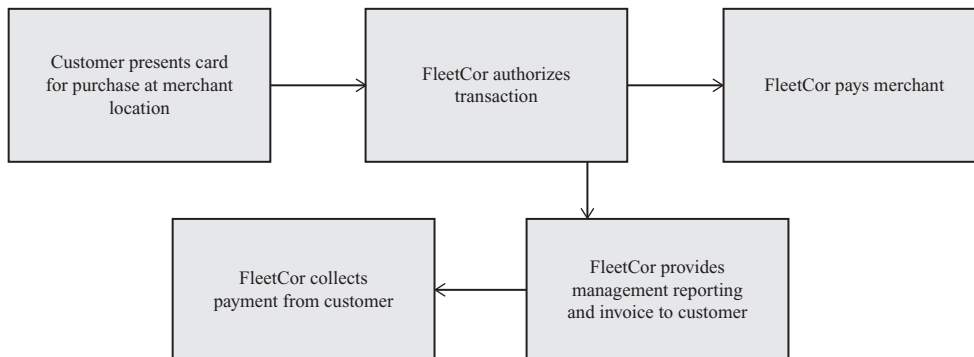 Customer presents card
for purchase at merchant
location
FleetCor authorizes
transaction
FleetCor pays merchant
FleetCor collects
payment from customer
FleetCor provides
management reporting
and invoice to customer